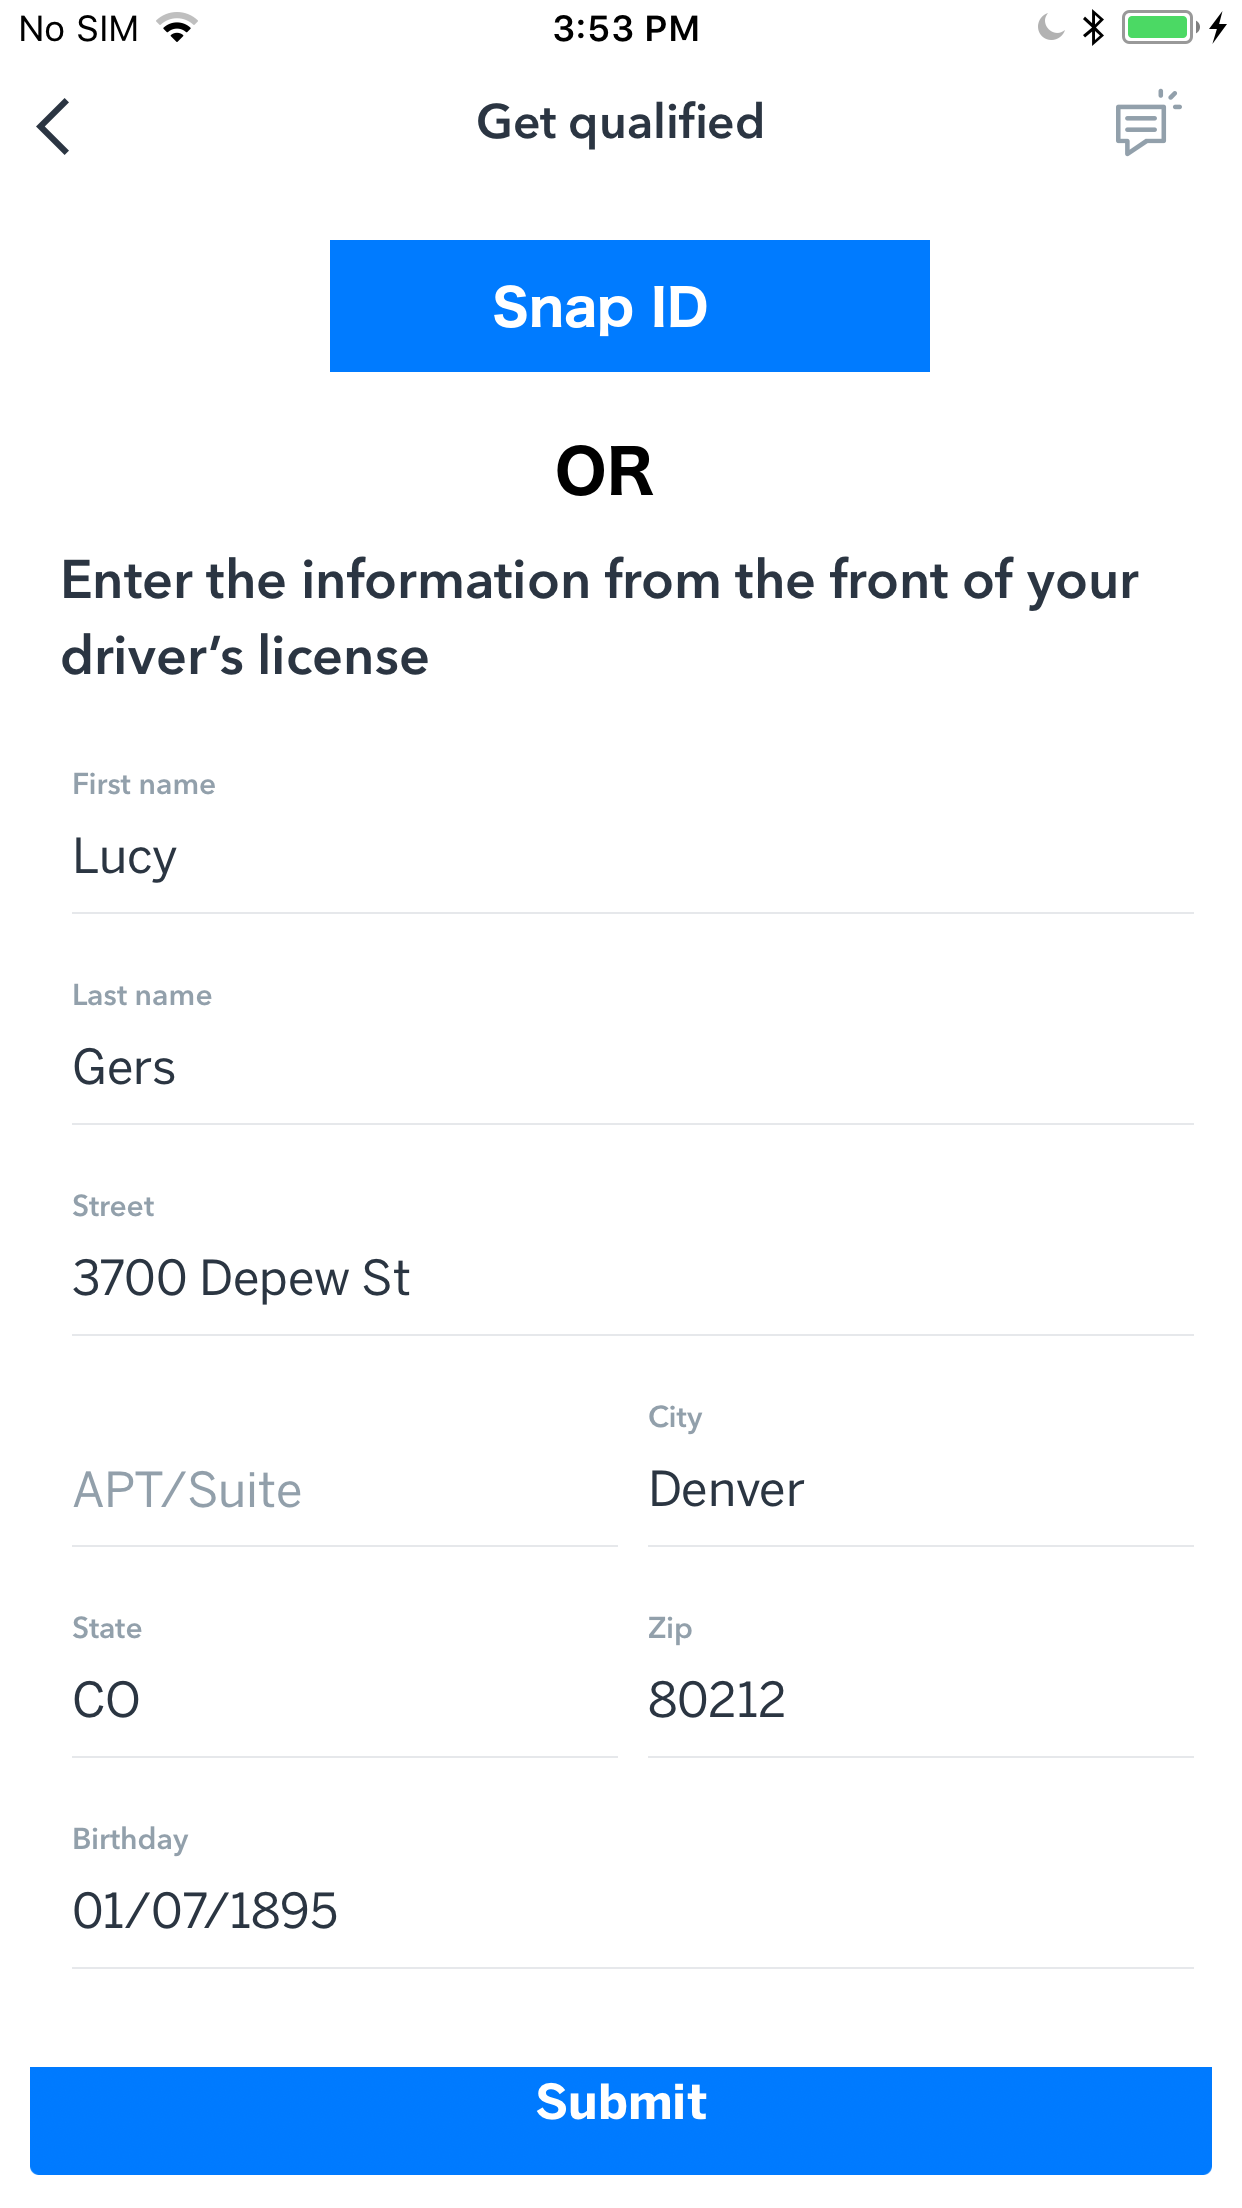 No SIM 3:53 PM
Get qualified
Snap ID
OR
Enter the information from the front of your
driver’s license
First name
Lucy
Last name
Gers
Street
3700 Depew St
APT/Suite
City
Denver
State
CO
Zip
80212
Birthday
01/07/1895
Submit